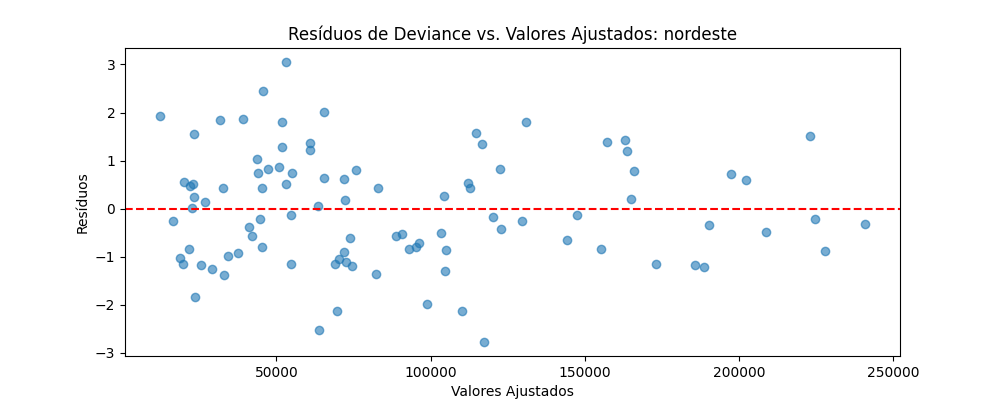 Resíduos de Deviance vs. Valores Ajustados: nordeste
Resíduos
3
2
1
0
−1
−2
−3
50000 100000 150000 200000 250000
Valores Ajustados